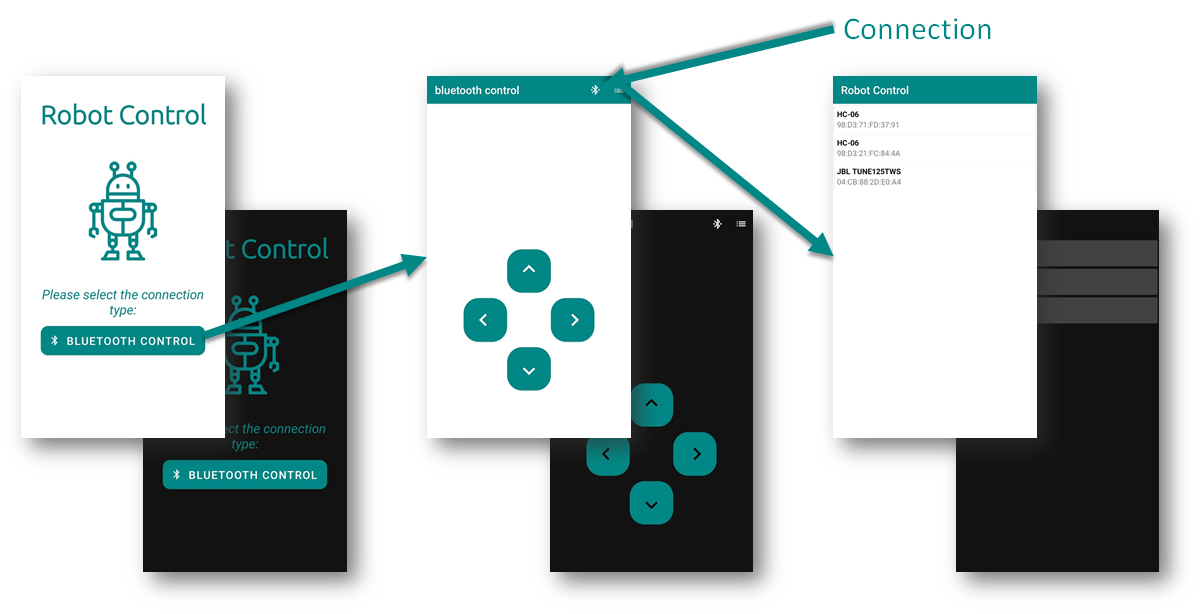 Connection
Robot Control
Please select the connection
type:
BLUETOOTH CONTROL
t Control
ect the connection
type:
BLUETOOTH CONTROL
bluetooth control
Robot Control
HC-06
98:D3:71:FD:37:91
HC-06
98:D3:21:FC:84:4A
JBL TUNE125TWS
04:CB:88:2D:E0:A4